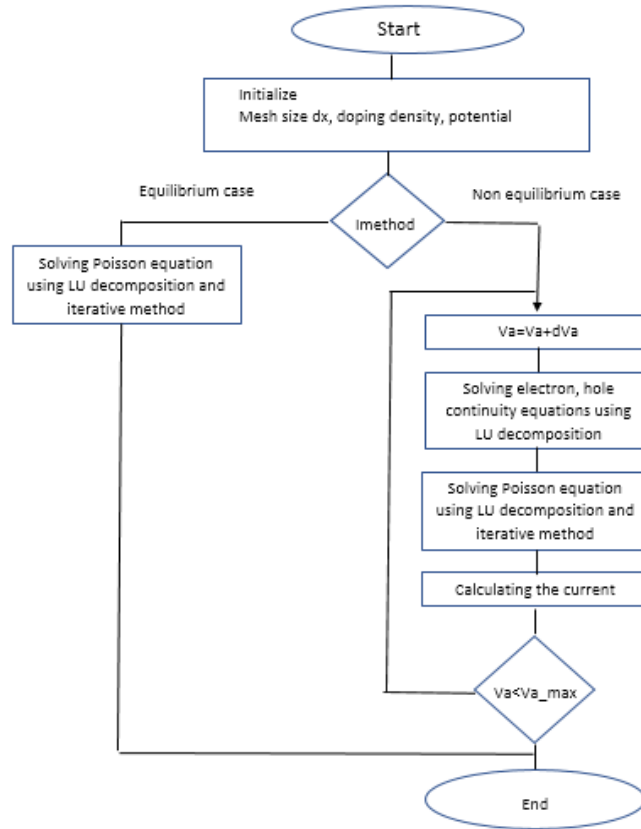 Start
Initialize
Mesh size dx, doping density, potential
Equilibrium case
Non equilibrium case
Imethod
Solving Poisson equation
using LU decomposition and
iterative method
Va=Va+dVa
Solving electron, hole
continuity equations using
LU decomposition
Solving Poisson equation
using LU decomposition and
iterative method
Calculating the current
Va<Va_max
End